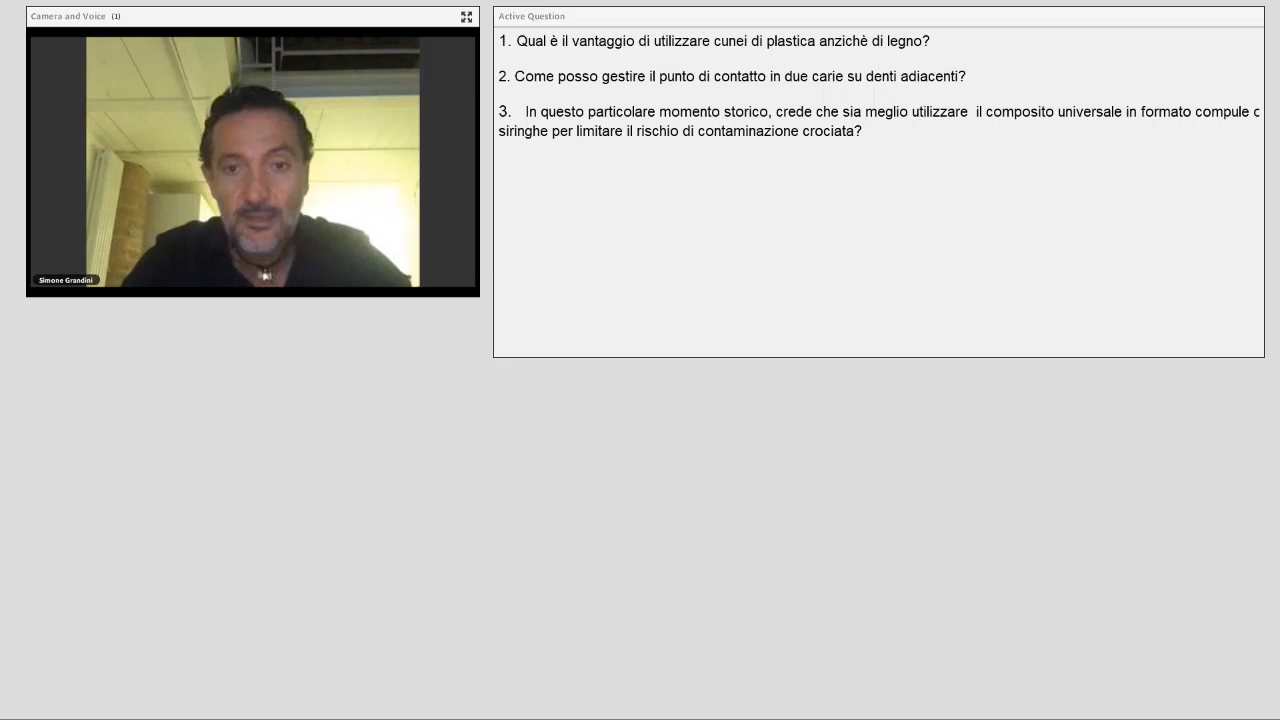 Camera and Voice (1)
Simone Grandini
Active Question
1. Qual è il vantaggio di utilizzare cunei di plastica anzichè di legno?
2. Come posso gestire il punto di contatto in due carie su denti adiacenti?
3. In questo particolare momento storico, crede che sia meglio utilizzare il composito universale in formato compule
siringhe per limitare il rischio di contaminazione crociata?